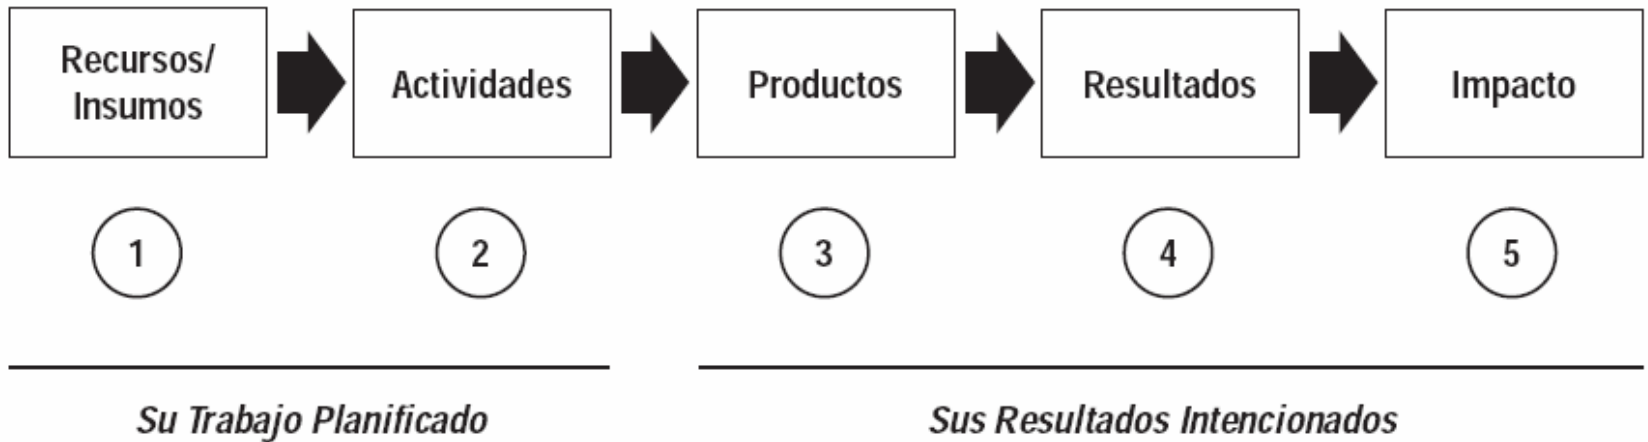 Recursos/
Insumos
Actividades
Productos
Resultados
Impacto
1
2
3
4
5
Su Trabajo Planificado
Sus Resultados Intencionados